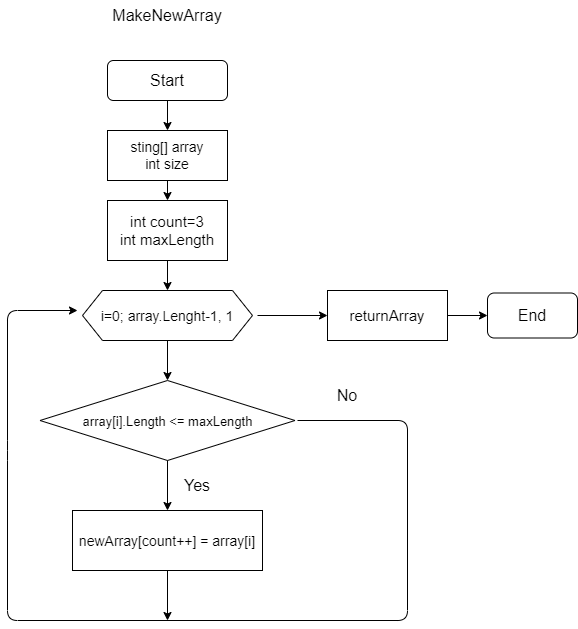 MakeNewArray
Start
sting[] array
int size
int count=3
int maxLength
i=0; array.Lenght-1, 1
returnArray
End
array[i].Length <= maxLength
No
Yes
newArray[count++] = array[i]